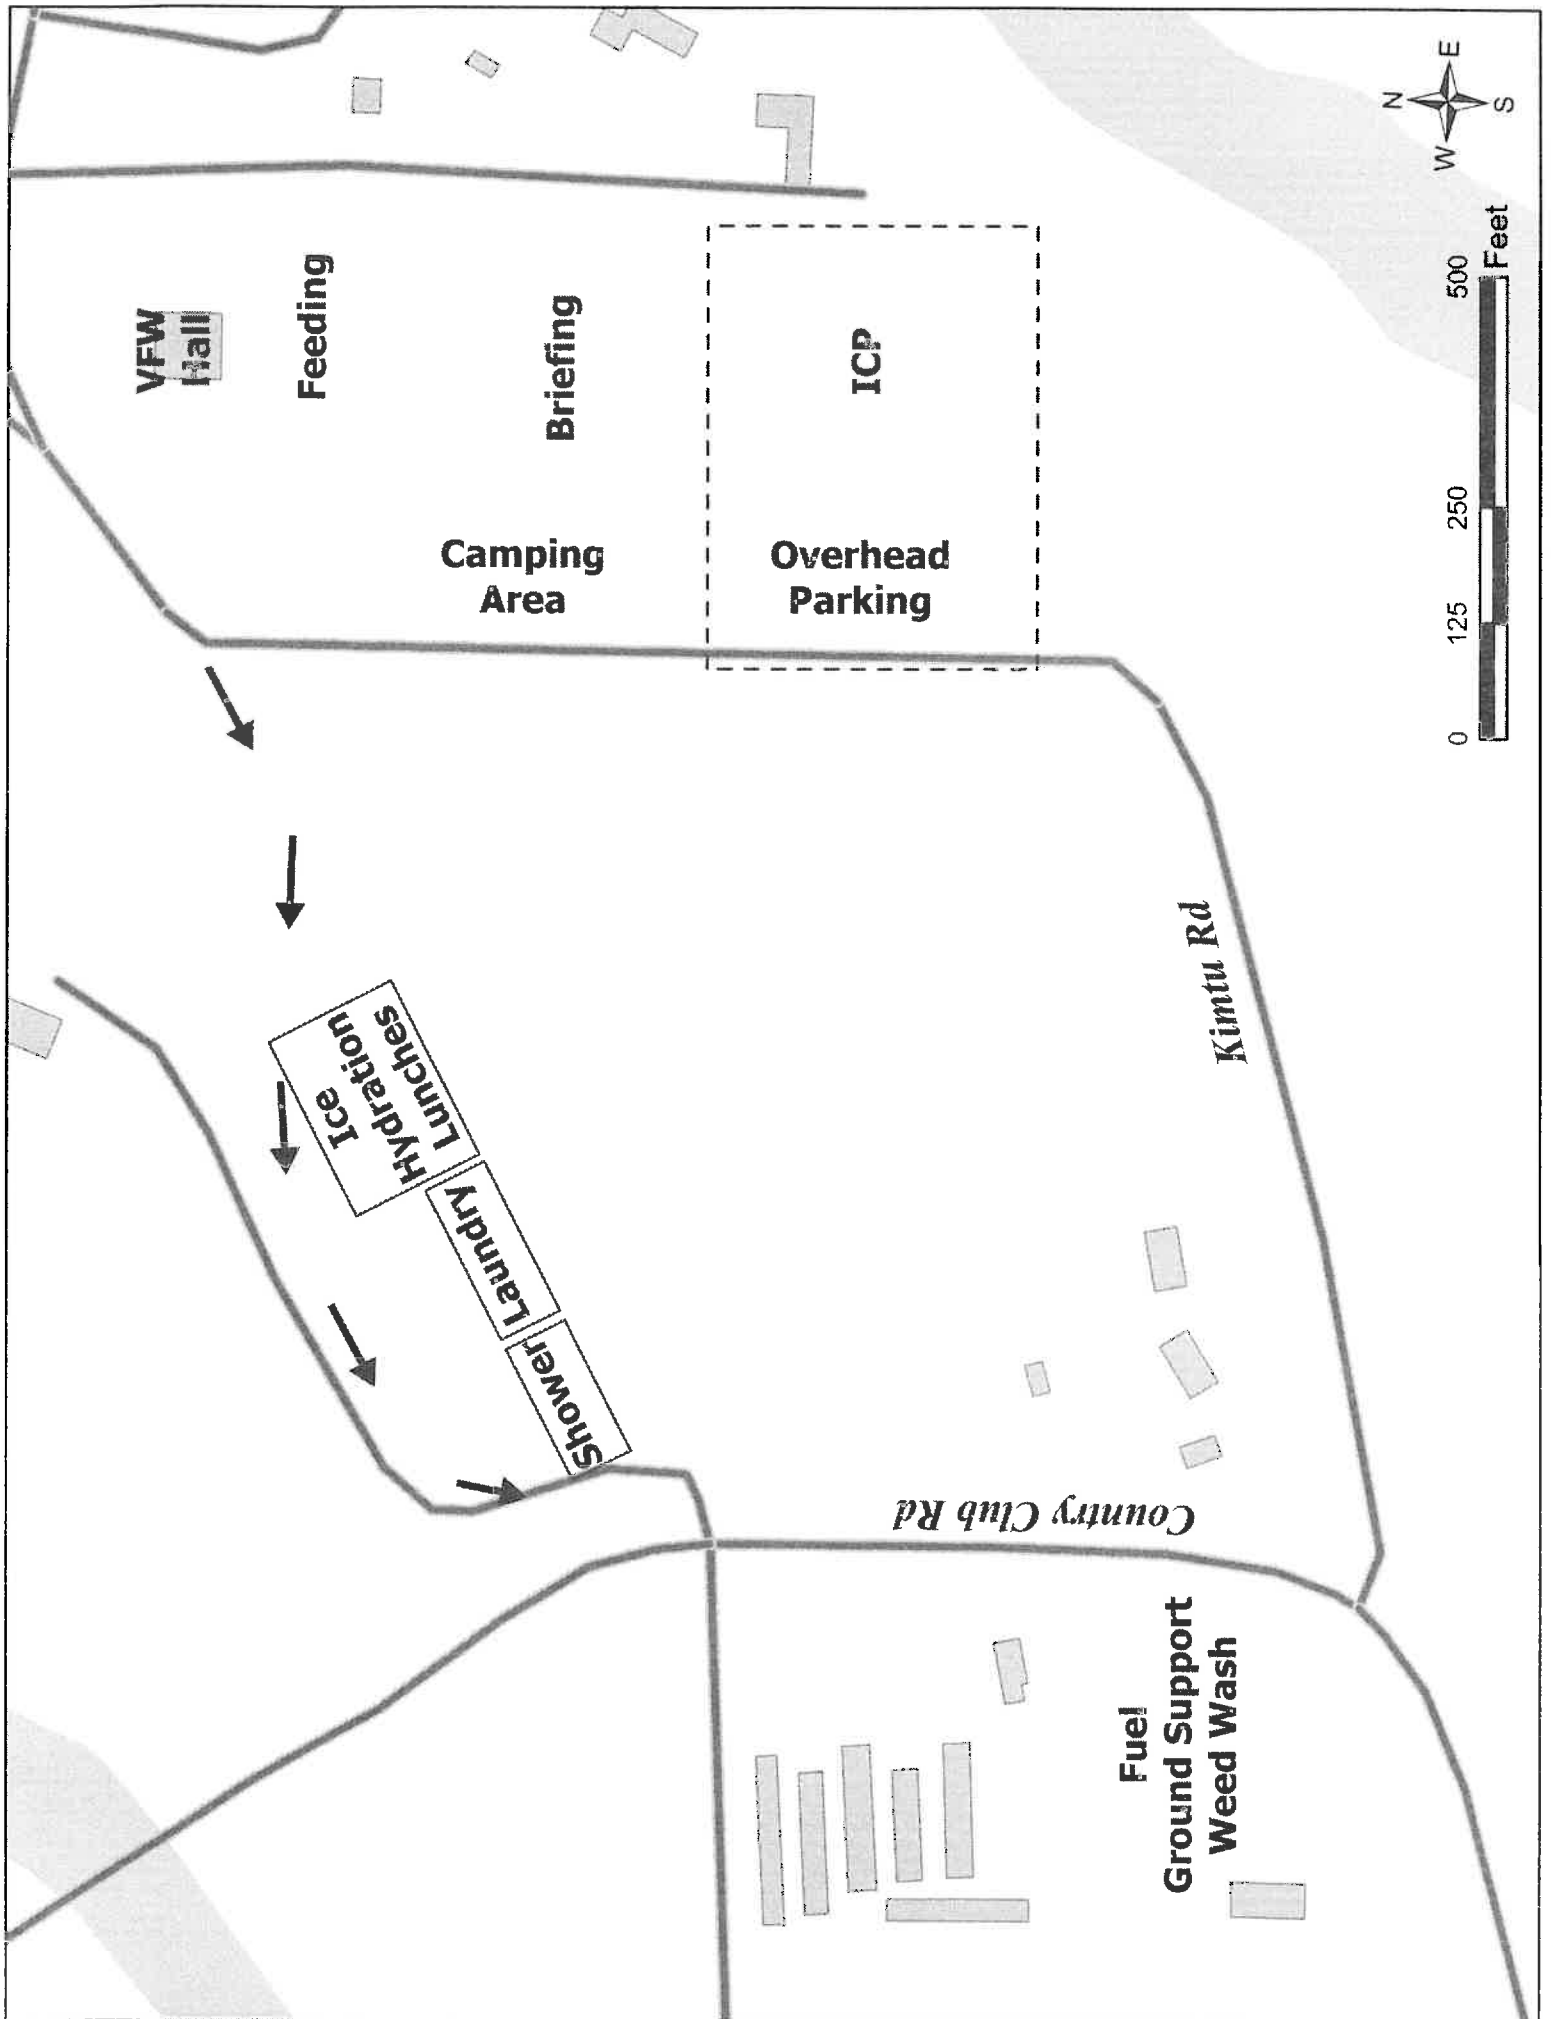 VFW
Hall
Feeding
Briefing
ICP
Camping
Area
Overhead
Parking
Ice
Hydration
Lunches
Laundry
Shower
Kimtu Rd
Country Club Rd
Fuel
Ground Support
Weed Wash
N
E
S
W
0 125 250 500
Feet